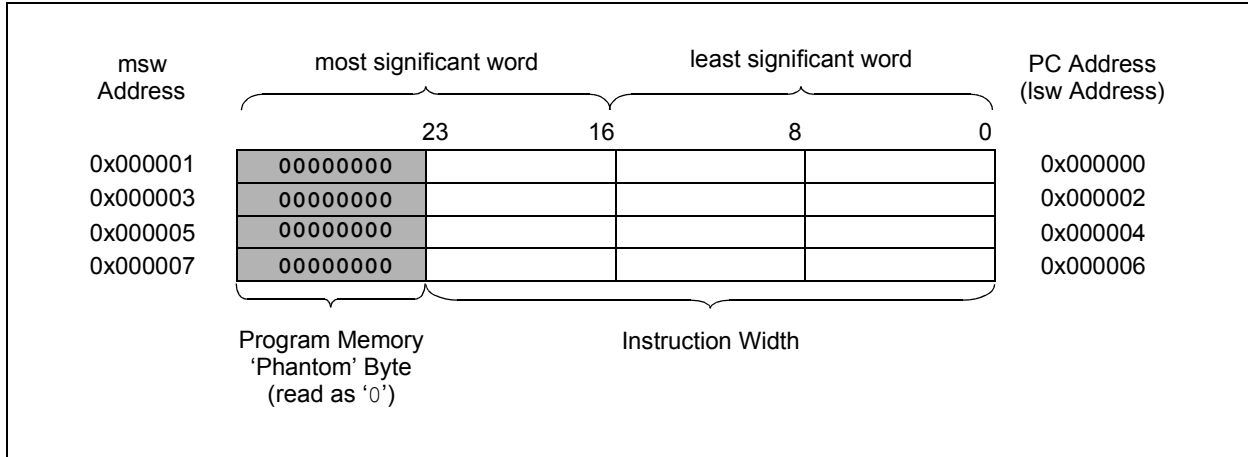 msw
Address
most significant word
least significant word
PC Address
(lsw Address)
23 16 8 0
0x000001 00000000 0x000000
0x000003 00000000 0x000002
0x000005 00000000 0x000004
0x000007 00000000 0x000006
Program Memory
‘Phantom’ Byte
(read as ‘0’)
Instruction Width